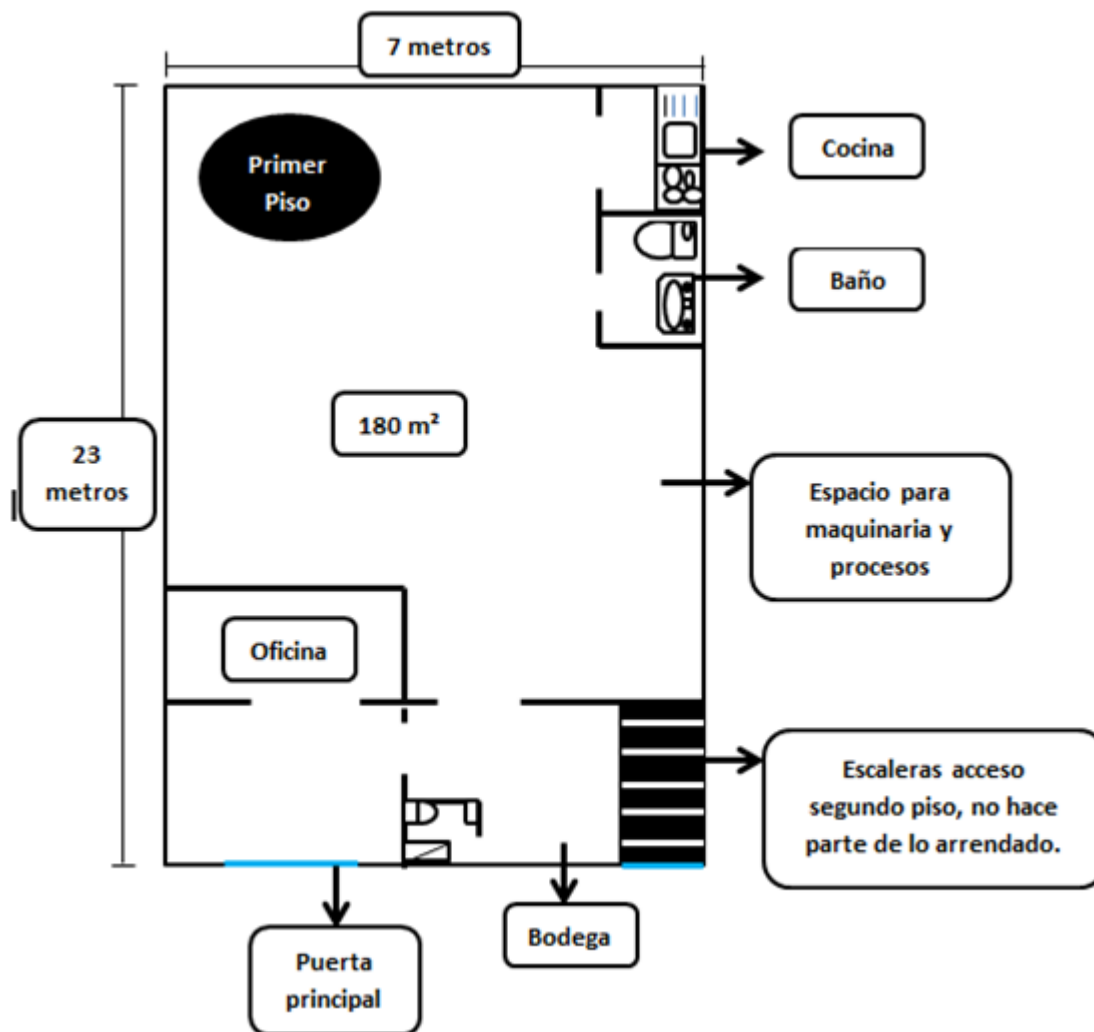 7 metros
Primer
Piso
Cocina
Baño
180 m²
23
metros
Espacio para
maquinaria y
procesos
Oficina
Escaleras acceso
segundo piso, no hace
parte de lo arrendado.
Bodega
Puerta
principal